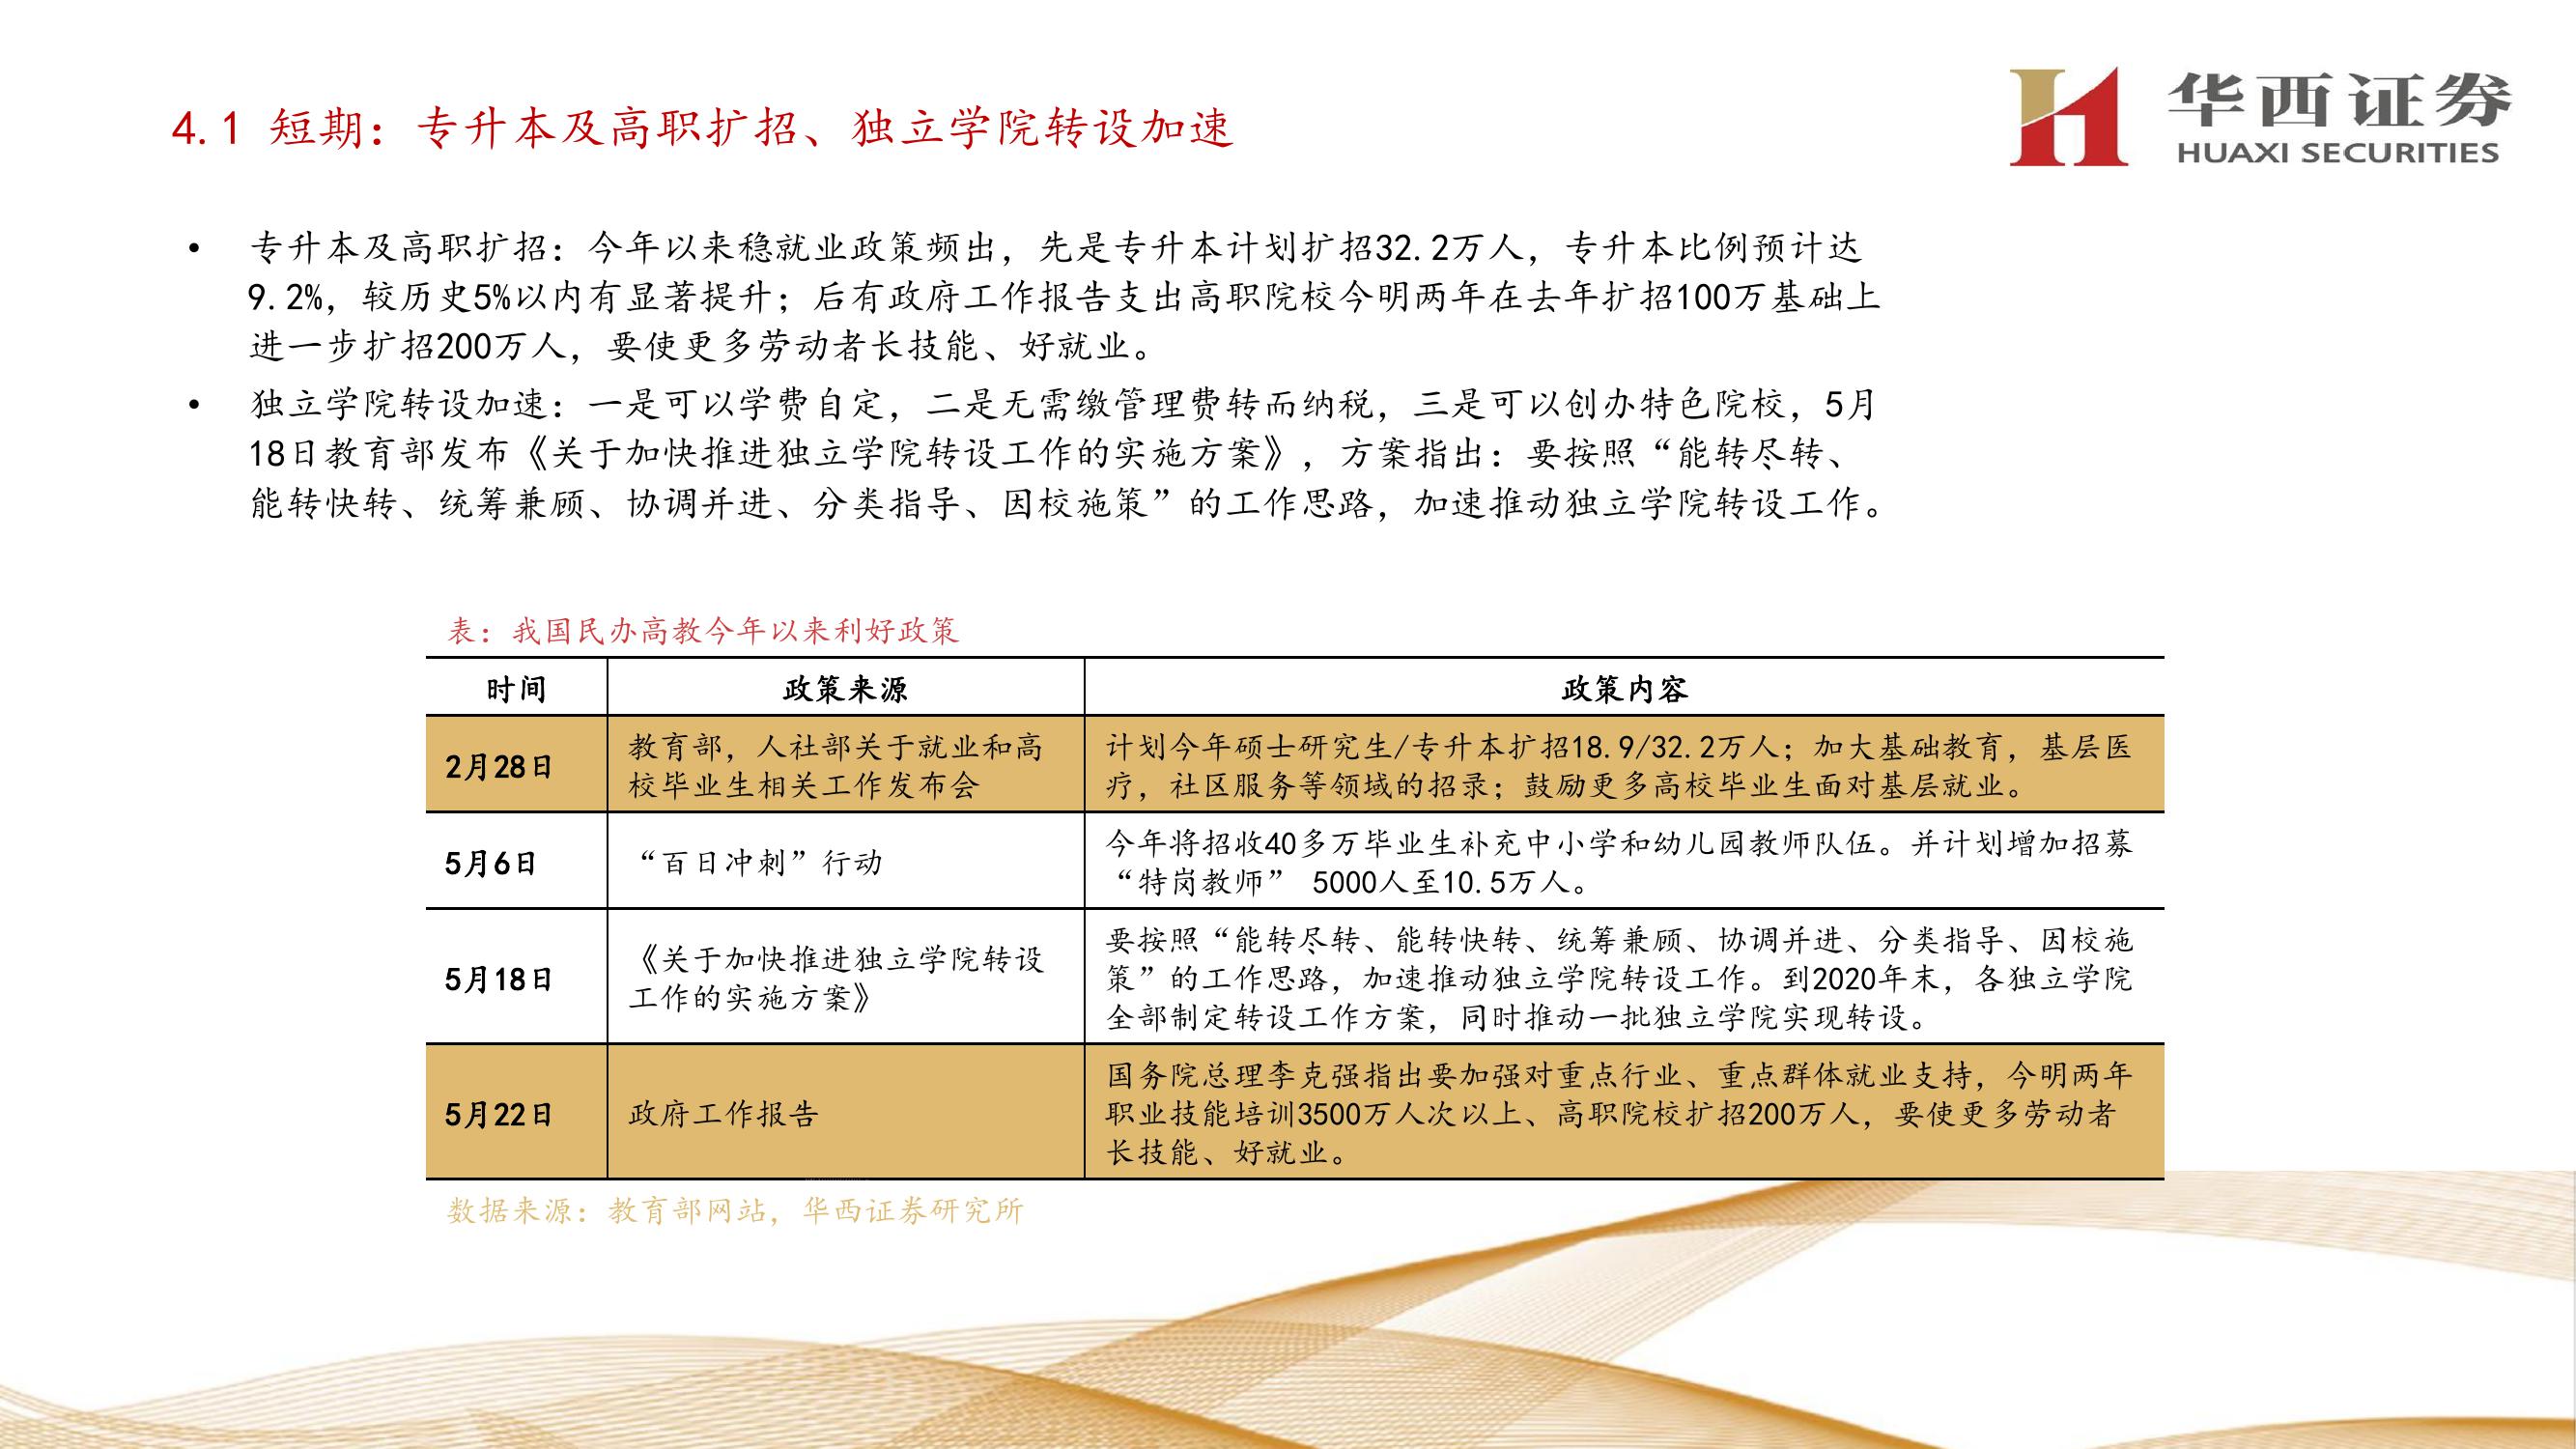 4.1 短期：专升本及高职扩招、独立学院转设加速
华西证券
HUAXI SECURITIES
• 专升本及高职扩招：今年以来稳就业政策频出，先是专升本计划扩招32.2万人，专升本比例预计达
9.2%，较历史5%以内有显著提升；后有政府工作报告支出高职院校今明两年在去年扩招100万基础上
进一步扩招200万人，要使更多劳动者长技能、好就业。
• 独立学院转设加速：一是可以学费自定，二是无需缴管理费转而纳税，三是可以创办特色院校，5月
18日教育部发布《关于加快推进独立学院转设工作的实施方案》，方案指出：要按照“能转尽转、
能转快转、统筹兼顾、协调并进、分类指导、因校施策”的工作思路，加速推动独立学院转设工作。
表：我国民办高教今年以来利好政策
时间 政策来源 政策内容
2月28日
教育部，人社部关于就业和高
校毕业生相关工作发布会
计划今年硕士研究生/专升本扩招18.9/32.2万人；加大基础教育，基层医
疗，社区服务等领域的招录；鼓励更多高校毕业生面对基层就业。
5月6日
“百日冲刺”行动
今年将招收40多万毕业生补充中小学和幼儿园教师队伍。并计划增加招募
“特岗教师” 5000人至10.5万人。
5月18日
《关于加快推进独立学院转设
工作的实施方案》
要按照“能转尽转、能转快转、统筹兼顾、协调并进、分类指导、因校施
策”的工作思路，加速推动独立学院转设工作。到2020年末，各独立学院
全部制定转设工作方案，同时推动一批独立学院实现转设。
5月22日
政府工作报告
国务院总理李克强指出要加强对重点行业、重点群体就业支持，今明两年
职业技能培训3500万人次以上、高职院校扩招200万人，要使更多劳动者
长技能、好就业。
数据来源：教育部网站，华西证券研究所